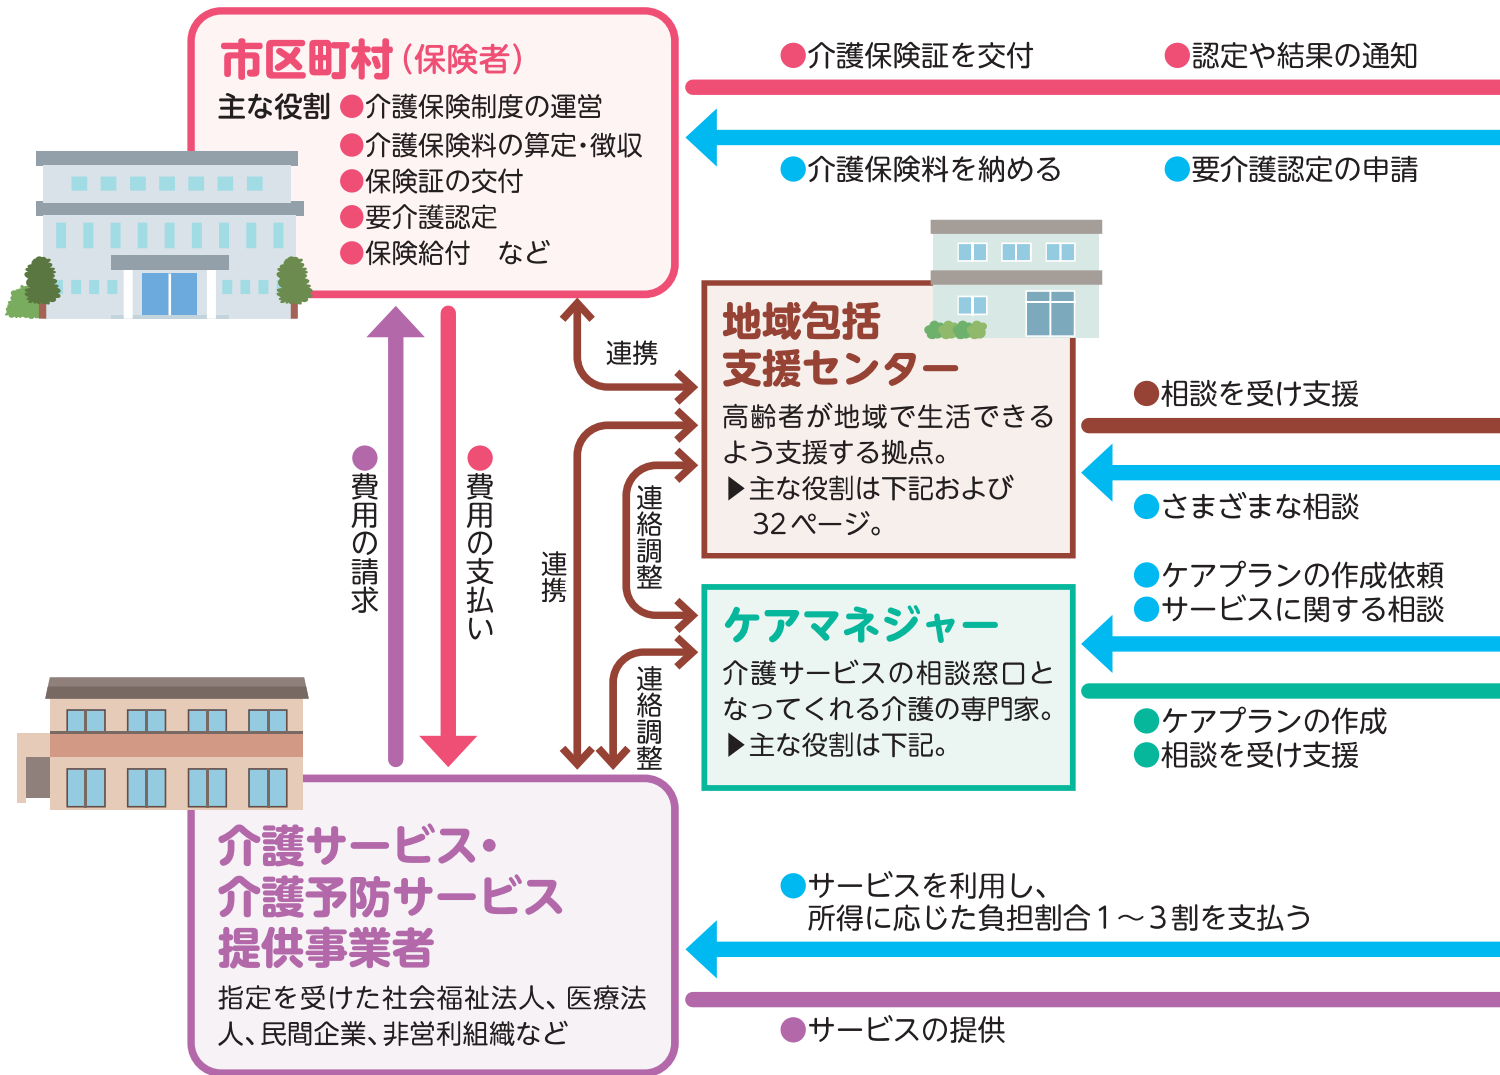 市区町村(保険者)
主な役割 ●介護保険制度の運営
●介護保険料の算定・徴収
●保険証の交付
●要介護認定
●保険給付　など
●介護保険証を交付
●認定や結果の通知
●介護保険料を納める
●要介護認定の申請
連携
地域包括
支援センター
高齢者が地域で生活できる
よう支援する拠点。
▶主な役割は下記および
32ページ。
●相談を受け支援
●さまざまな相談
●費用の請求
●費用の支払い
連携
連絡調整
●ケアプランの作成依頼
●サービスに関する相談
ケアマネジャー
介護サービスの相談窓口と
なってくれる介護の専門家。
▶主な役割は下記。
●ケアプランの作成
●相談を受け支援
連絡調整
介護サービス・
介護予防サービス
提供事業者
指定を受けた社会福祉法人、医療法
人、民間企業、非営利組織など
●サービスを利用し、
所得に応じた負担割合1〜3割を支払う
●サービスの提供